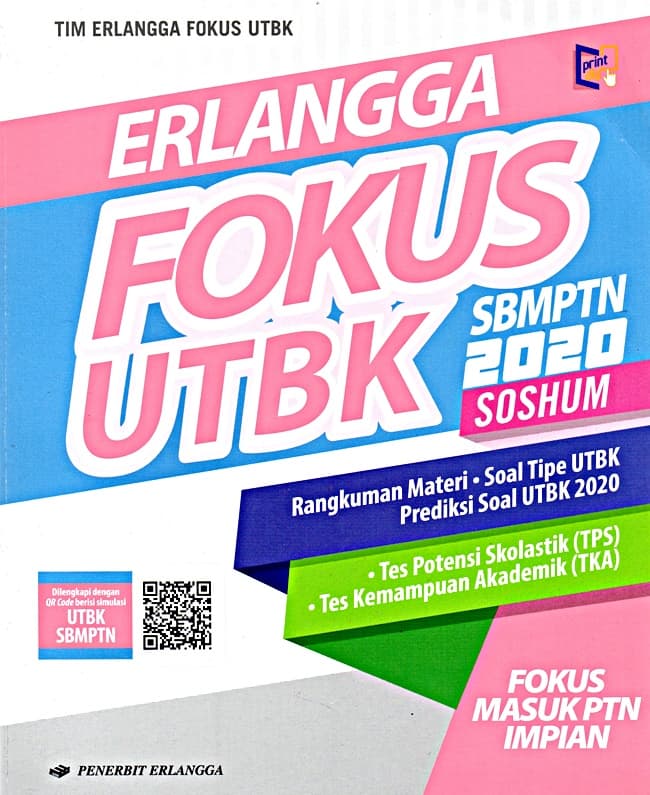 TIM ERLANGGA FOKUS UTBK
print
ERLANGGA
FOKUS
UTBK
SBMPTN
2020
SOSHUM
Rangkuman Materi • Soal Tipe UTBK
Prediksi Soal UTBK 2020
• Tes Potensi Skolastik (TPS)
• Tes Kemampuan Akademik (TKA)
Dilengkapi dengan
QR Code berisi simulasi
UTBK
SBMPTN
FOKUS
MASUK PTN
IMPIAN
PENERBIT ERLANGGA